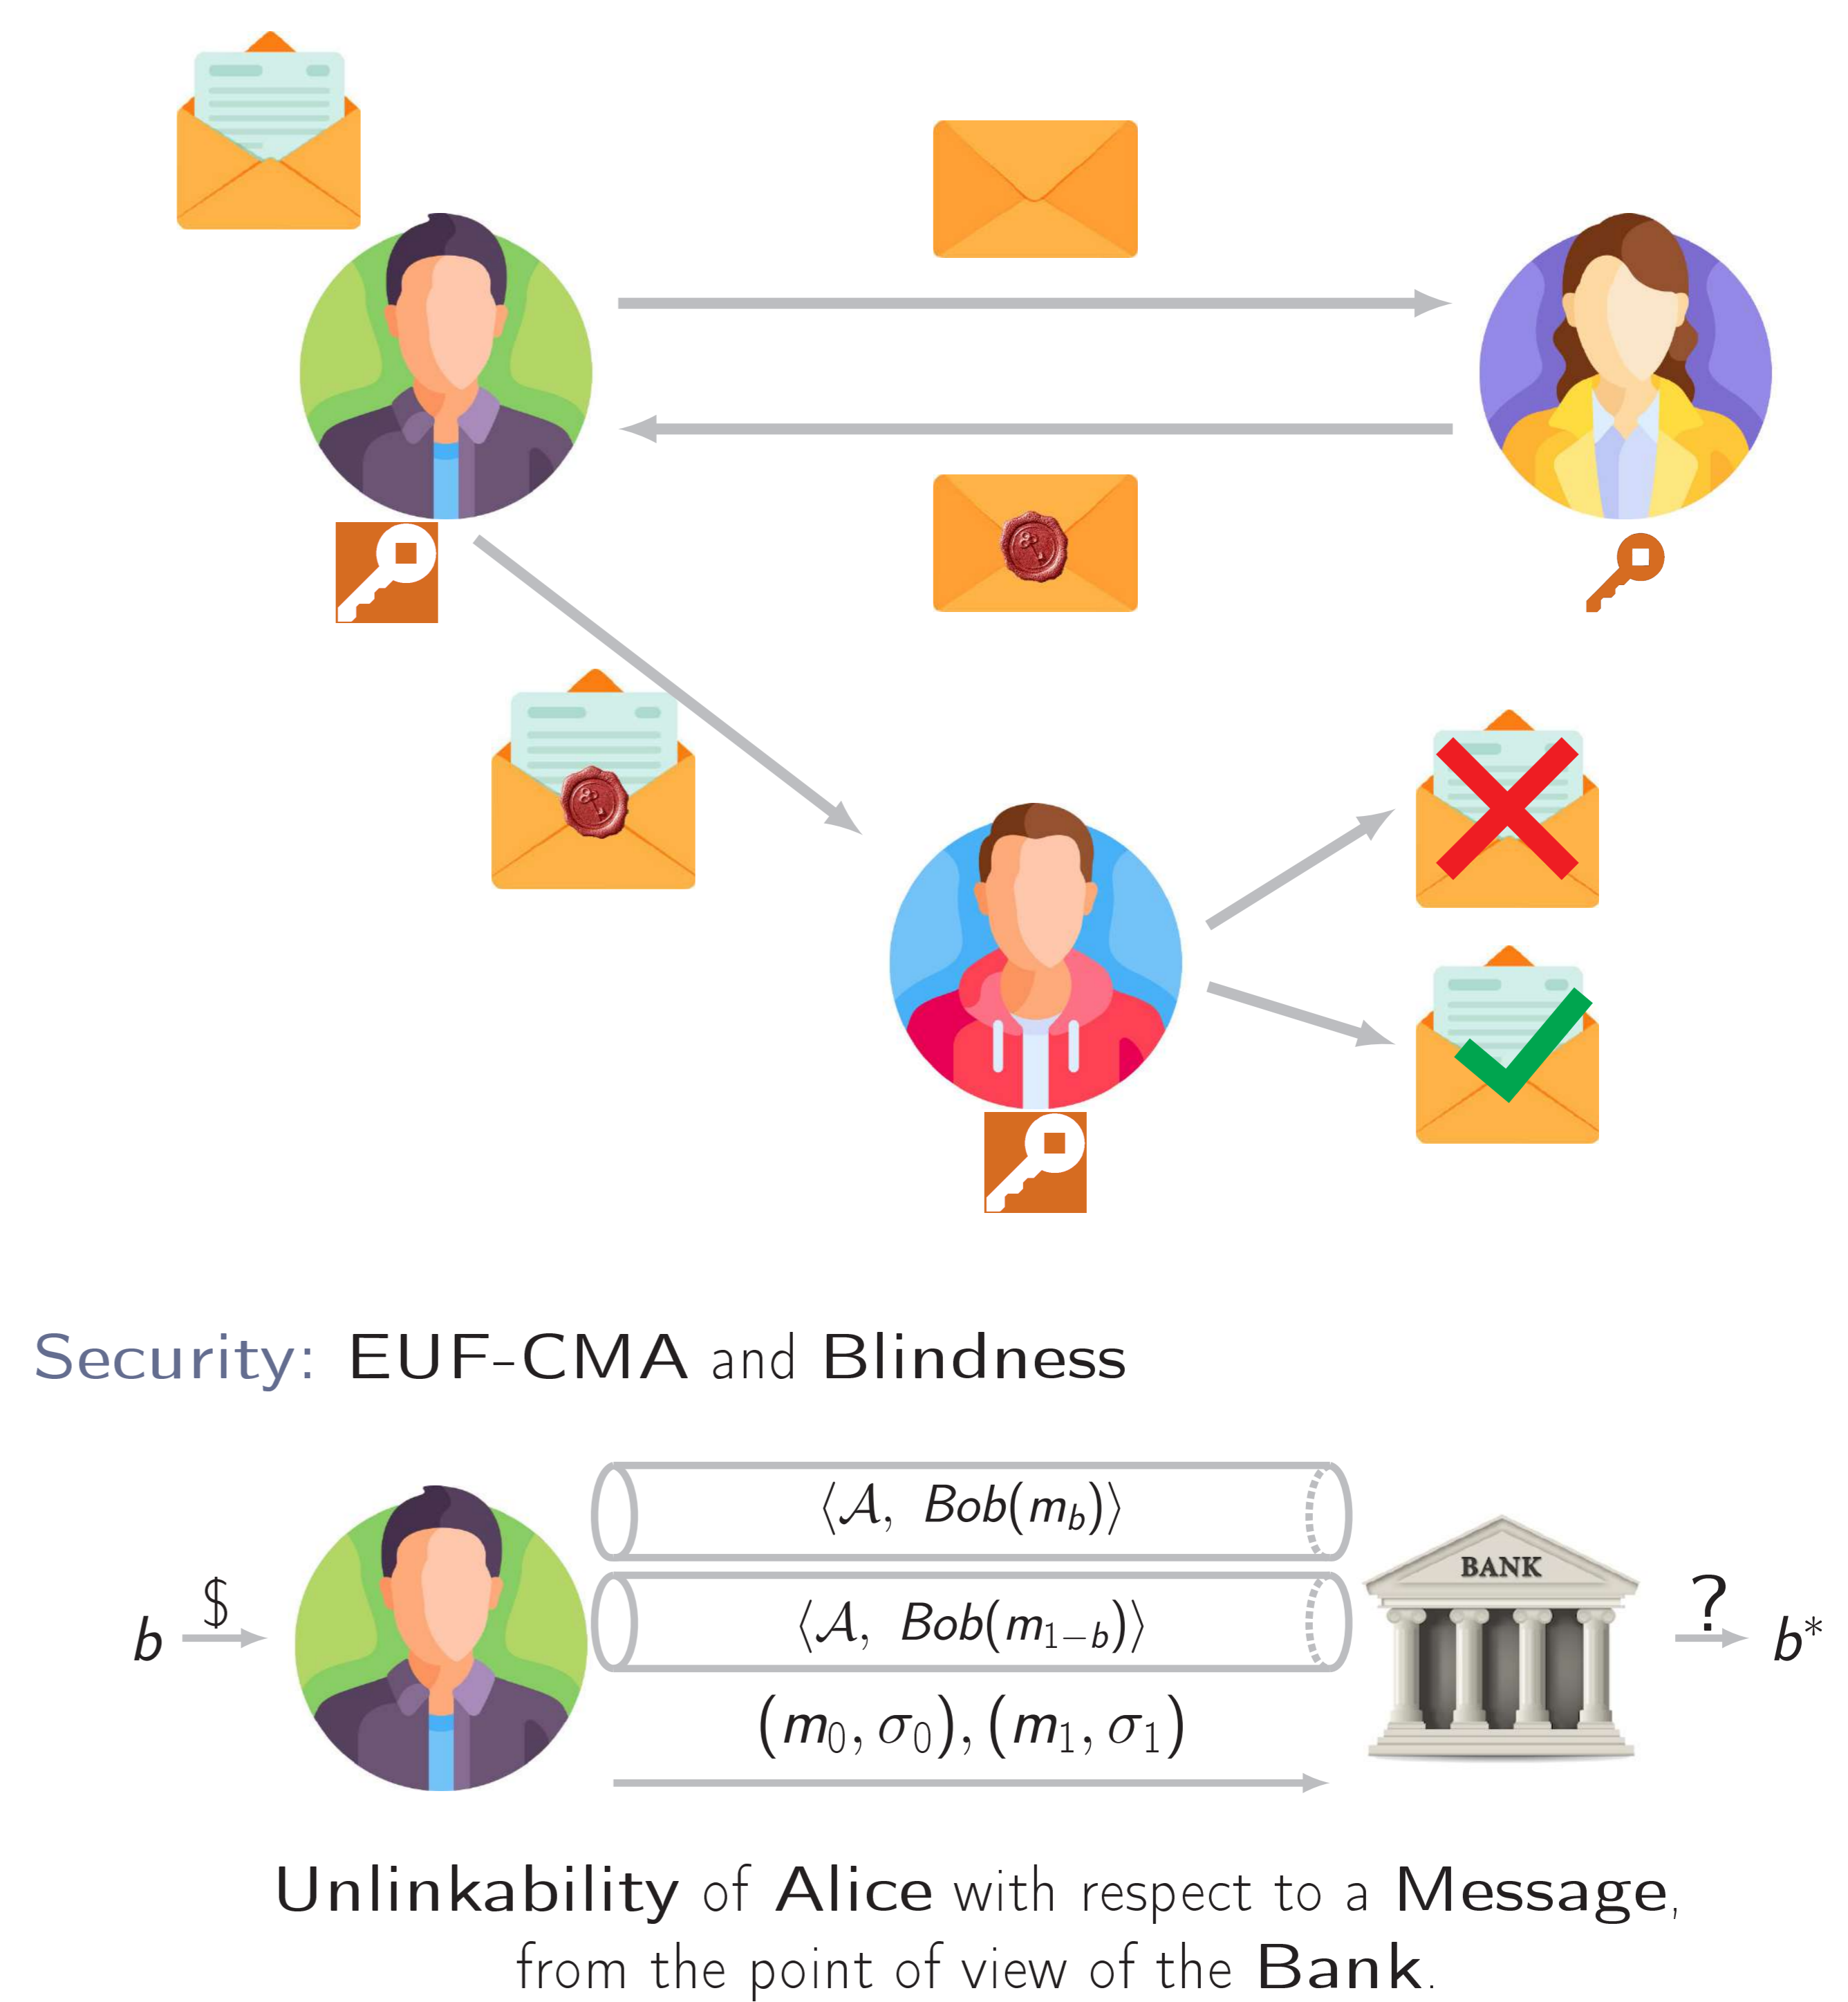 Security: EUF-CMA and Blindness
⟨𝒜, Bob(m_b)⟩
BANK
b $ ⟨𝒜, Bob(m_{1−b})⟩ ? b*
(m_0, σ_0), (m_1, σ_1)
Unlinkability of Alice with respect to a Message,
from the point of view of the Bank.